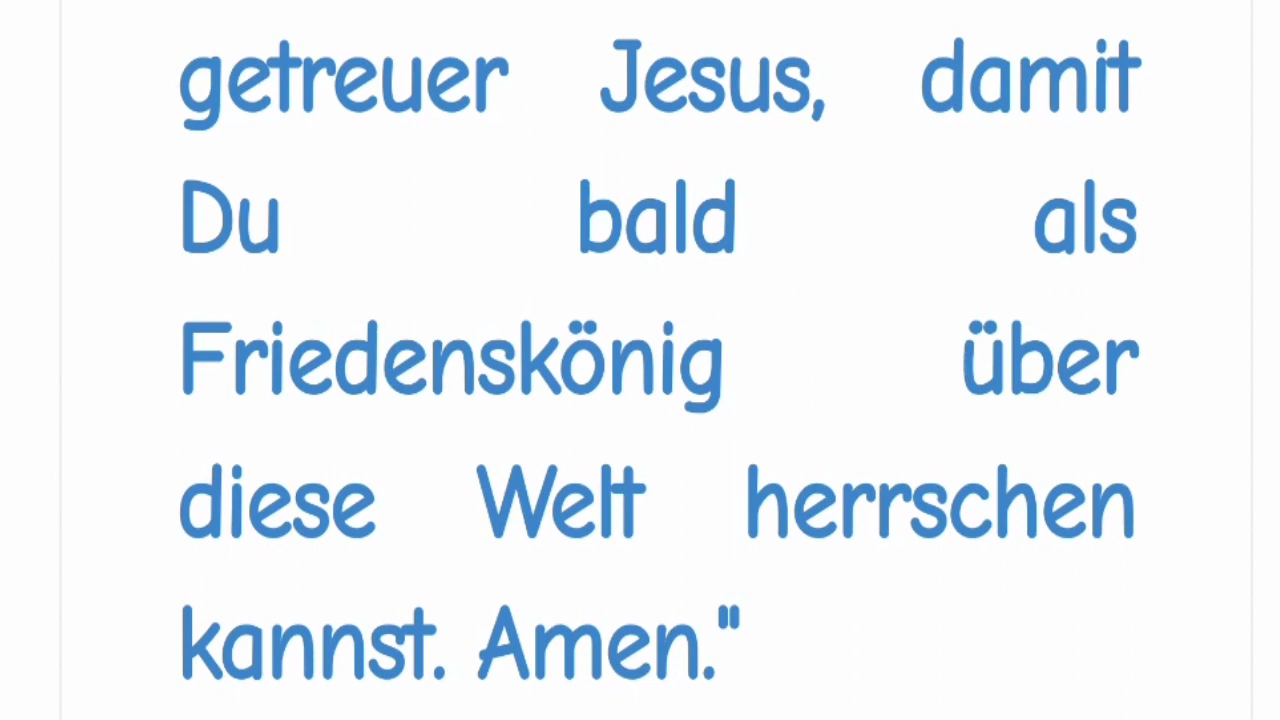 getreuer Jesus, damit
Du bald als
Friedenskönig über
diese Welt herrschen
kannst. Amen."